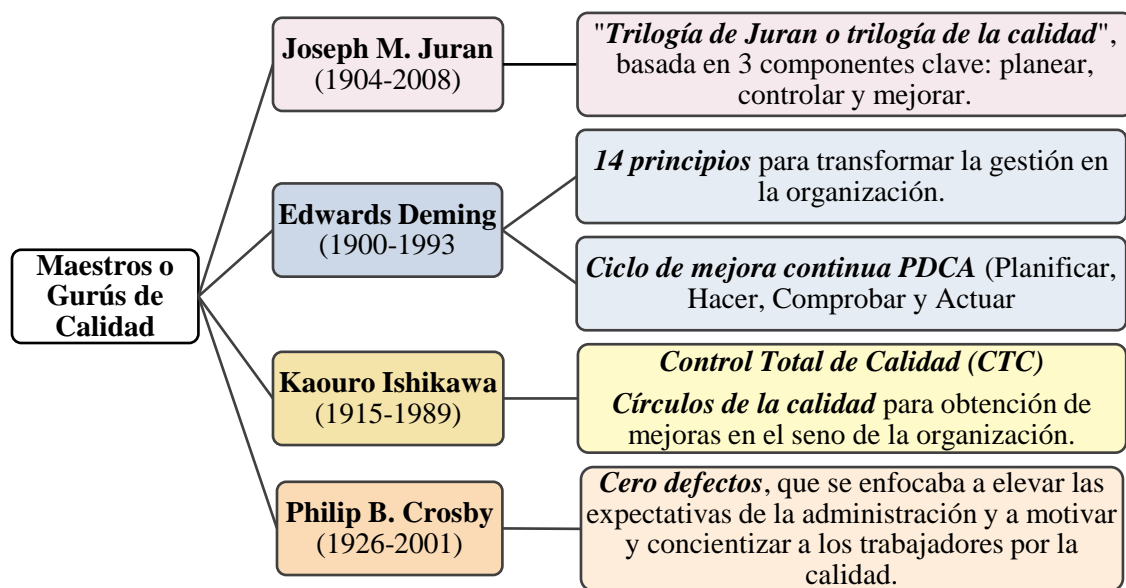 Maestros o
Gurús de
Calidad
Joseph M. Juran
(1904-2008)
"Trilogía de Juran o trilogía de la calidad",
basada en 3 componentes clave: planear,
controlar y mejorar.
Edwards Deming
(1900-1993
14 principios para transformar la gestión en
la organización.
Ciclo de mejora continua PDCA (Planificar,
Hacer, Comprobar y Actuar
Kaouro Ishikawa
(1915-1989)
Control Total de Calidad (CTC)
Círculos de la calidad para obtención de
mejoras en el seno de la organización.
Philip B. Crosby
(1926-2001)
Cero defectos, que se enfocaba a elevar las
expectativas de la administración y a motivar
y concientizar a los trabajadores por la
calidad.